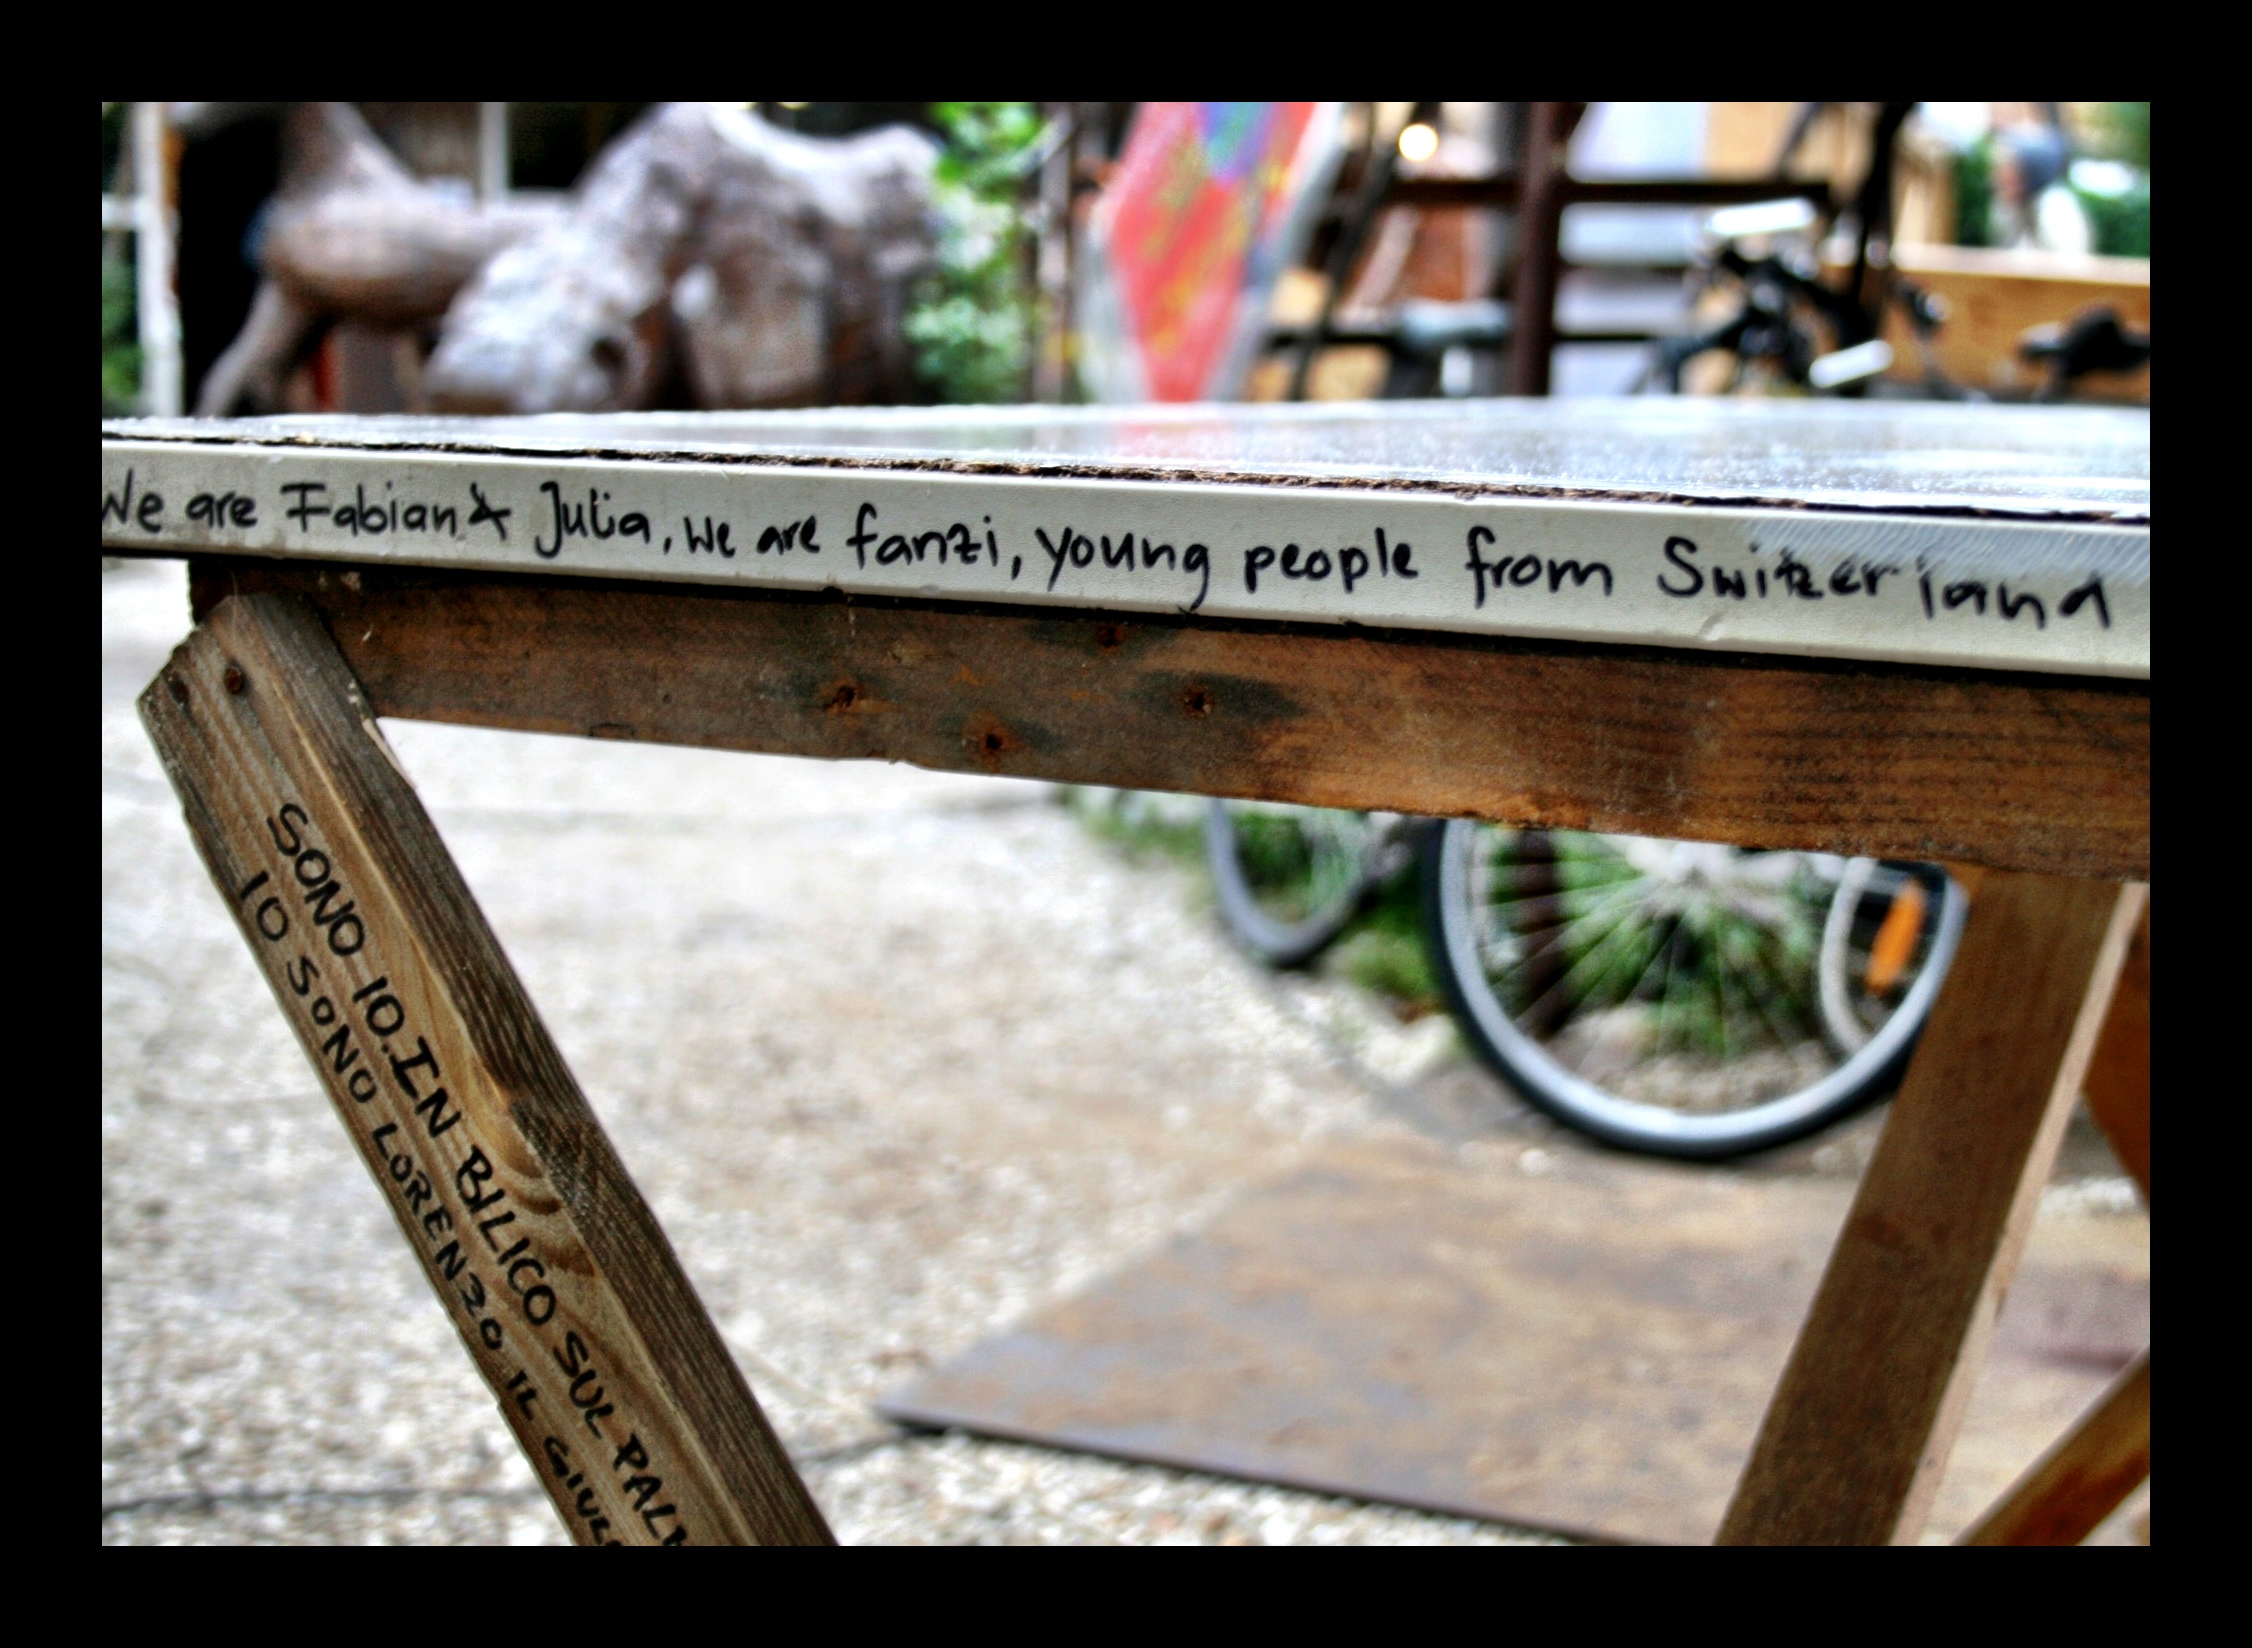 We are Fabian & Julia, we are fanzi, young people from Switzerland
SONO IO. IN BILICO SUL
IO SONO LORENZO IL